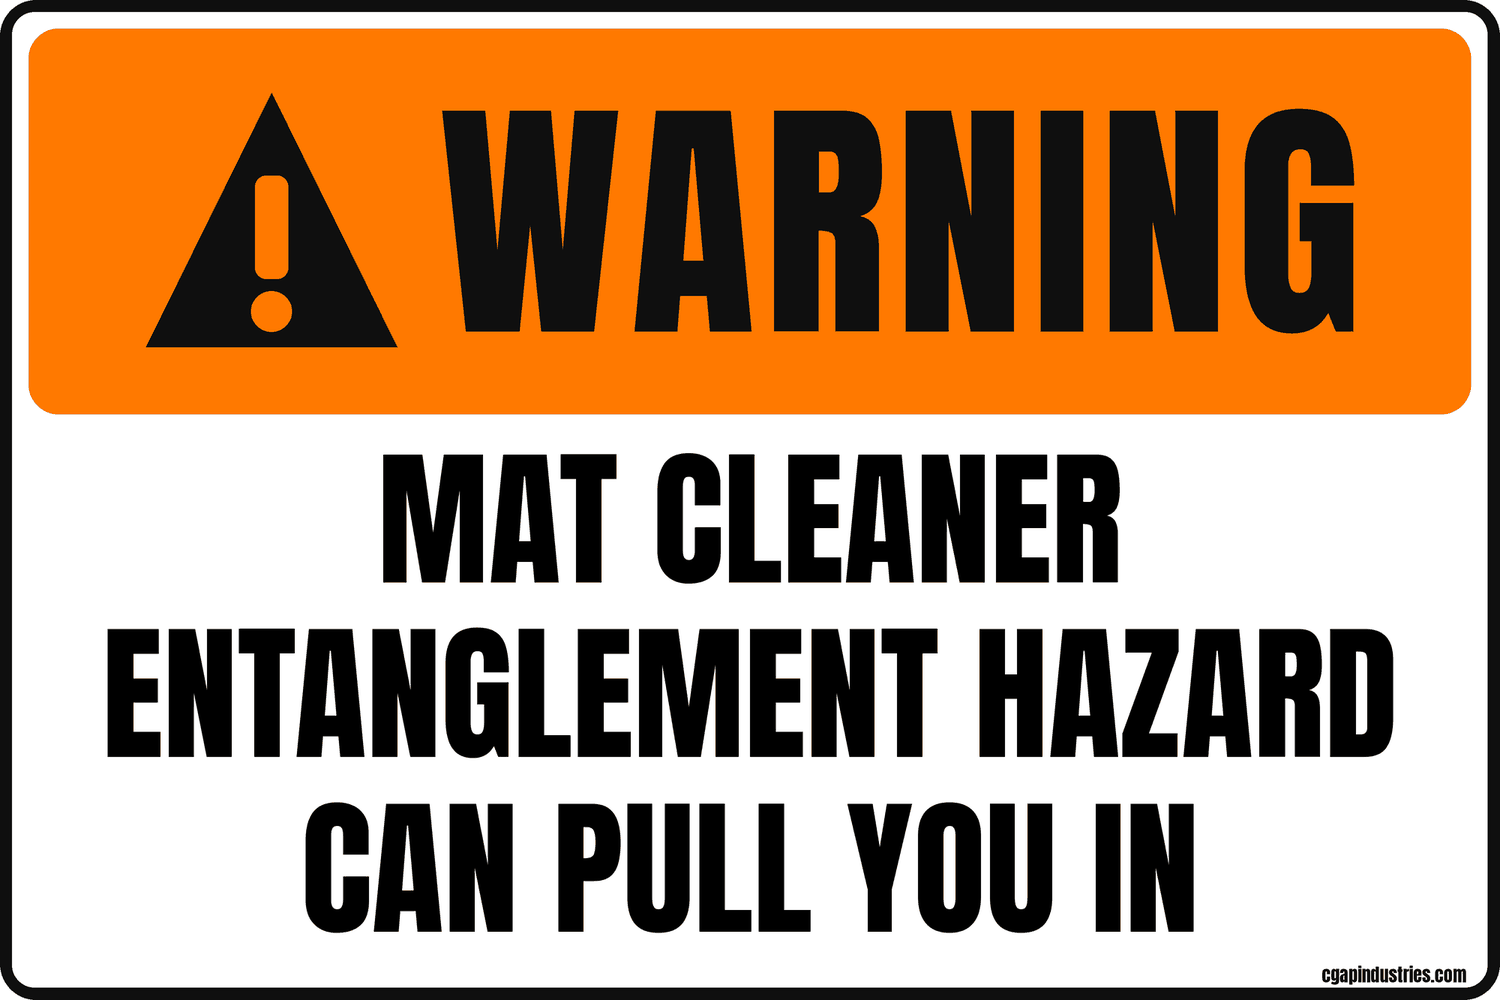 WARNING
MAT CLEANER
ENTANGLEMENT HAZARD
CAN PULL YOU IN
cgapindustries.com